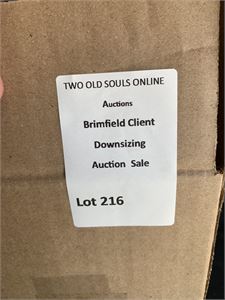 TWO OLD SOULS ONLINE
Auctions
Brimfield Client
Downsizing
Auction Sale
Lot 216